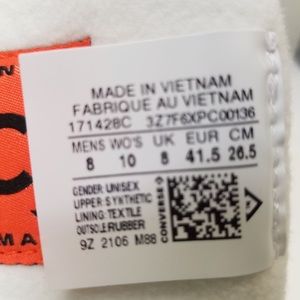 MADE IN VIETNAM
FABRIQUE AU VIETNAM
171428C 3Z7F6XPC00136
MENS WO'S UK EUR CM
8 10 8 41.5 26.5
GENDER: UNISEX
UPPER: SYNTHETIC
LINING: TEXTILE
OUTSOLE: RUBBER
9Z 2106 M88
CONVERSE